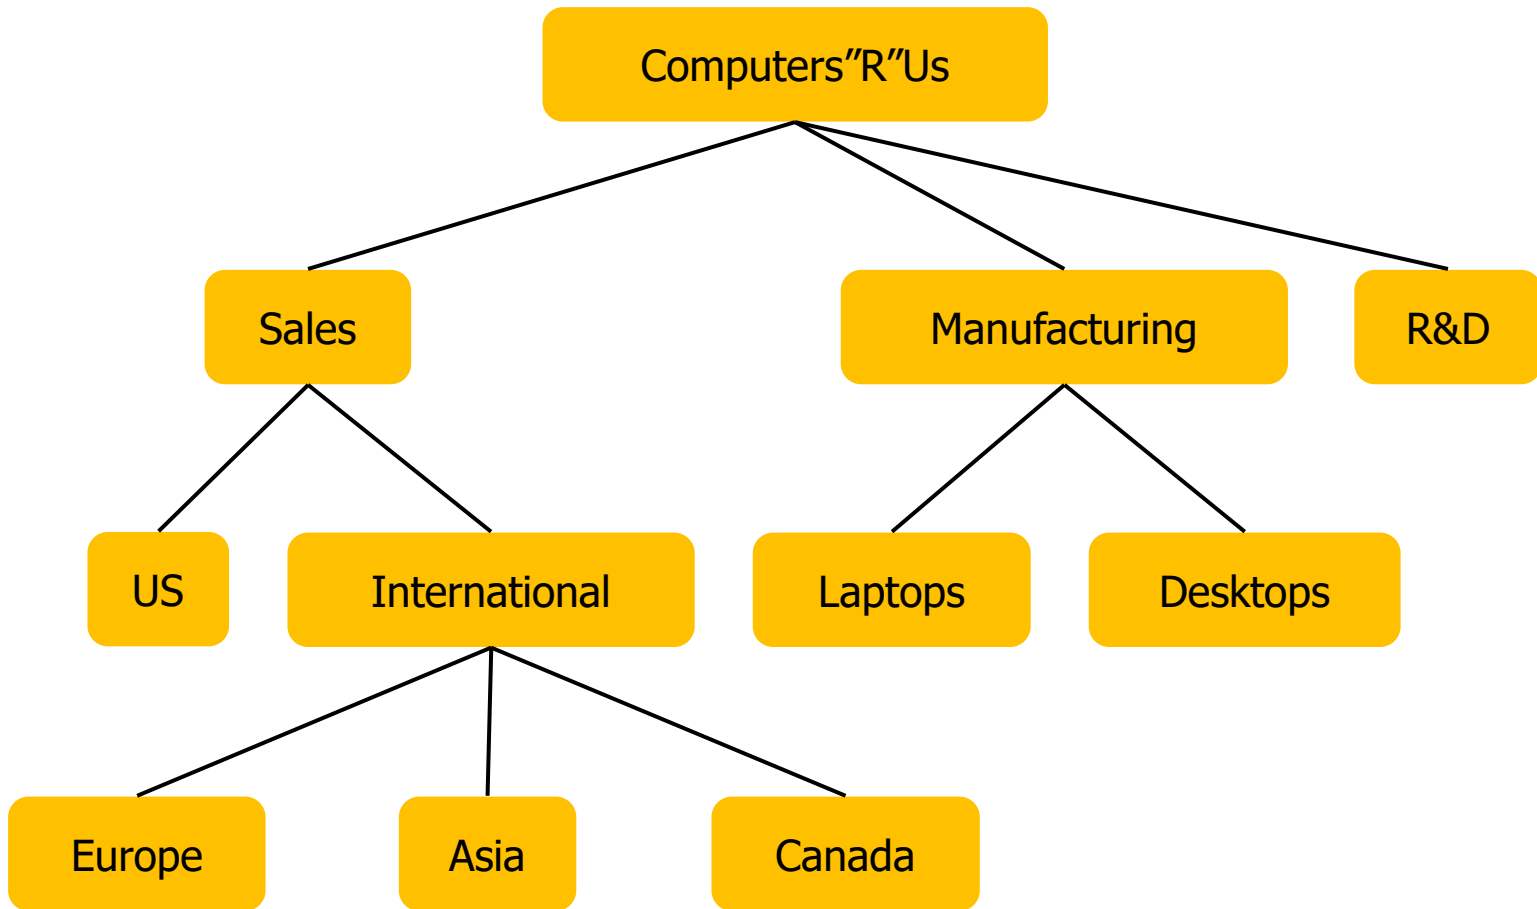 Computers”R”Us
Sales
Manufacturing
R&D
US
International
Laptops
Desktops
Europe
Asia
Canada